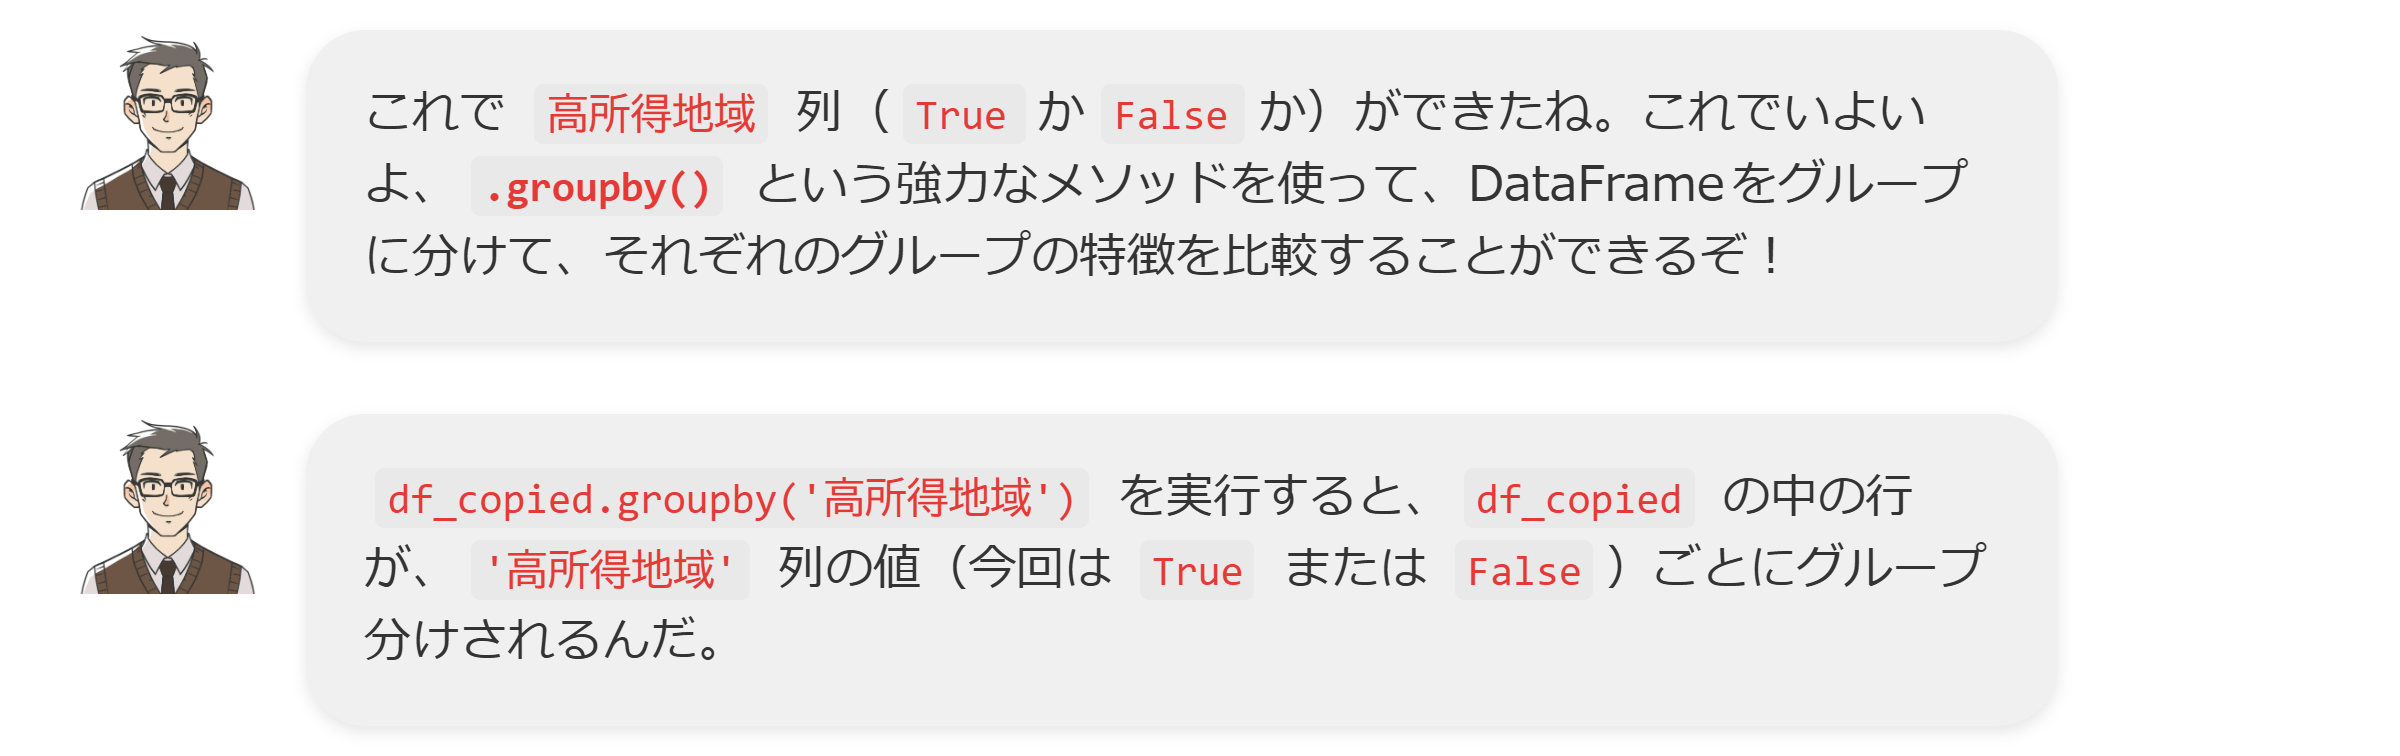 これで 高所得地域 列（ True か False か）ができたね。これでいよい
よ、 .groupby() という強力なメソッドを使って、DataFrameをグループ
に分けて、それぞれのグループの特徴を比較することができるぞ！
df_copied.groupby('高所得地域') を実行すると、 df_copied の中の行
が、 '高所得地域' 列の値（今回は True または False ）ごとにグループ
分けされるんだ。